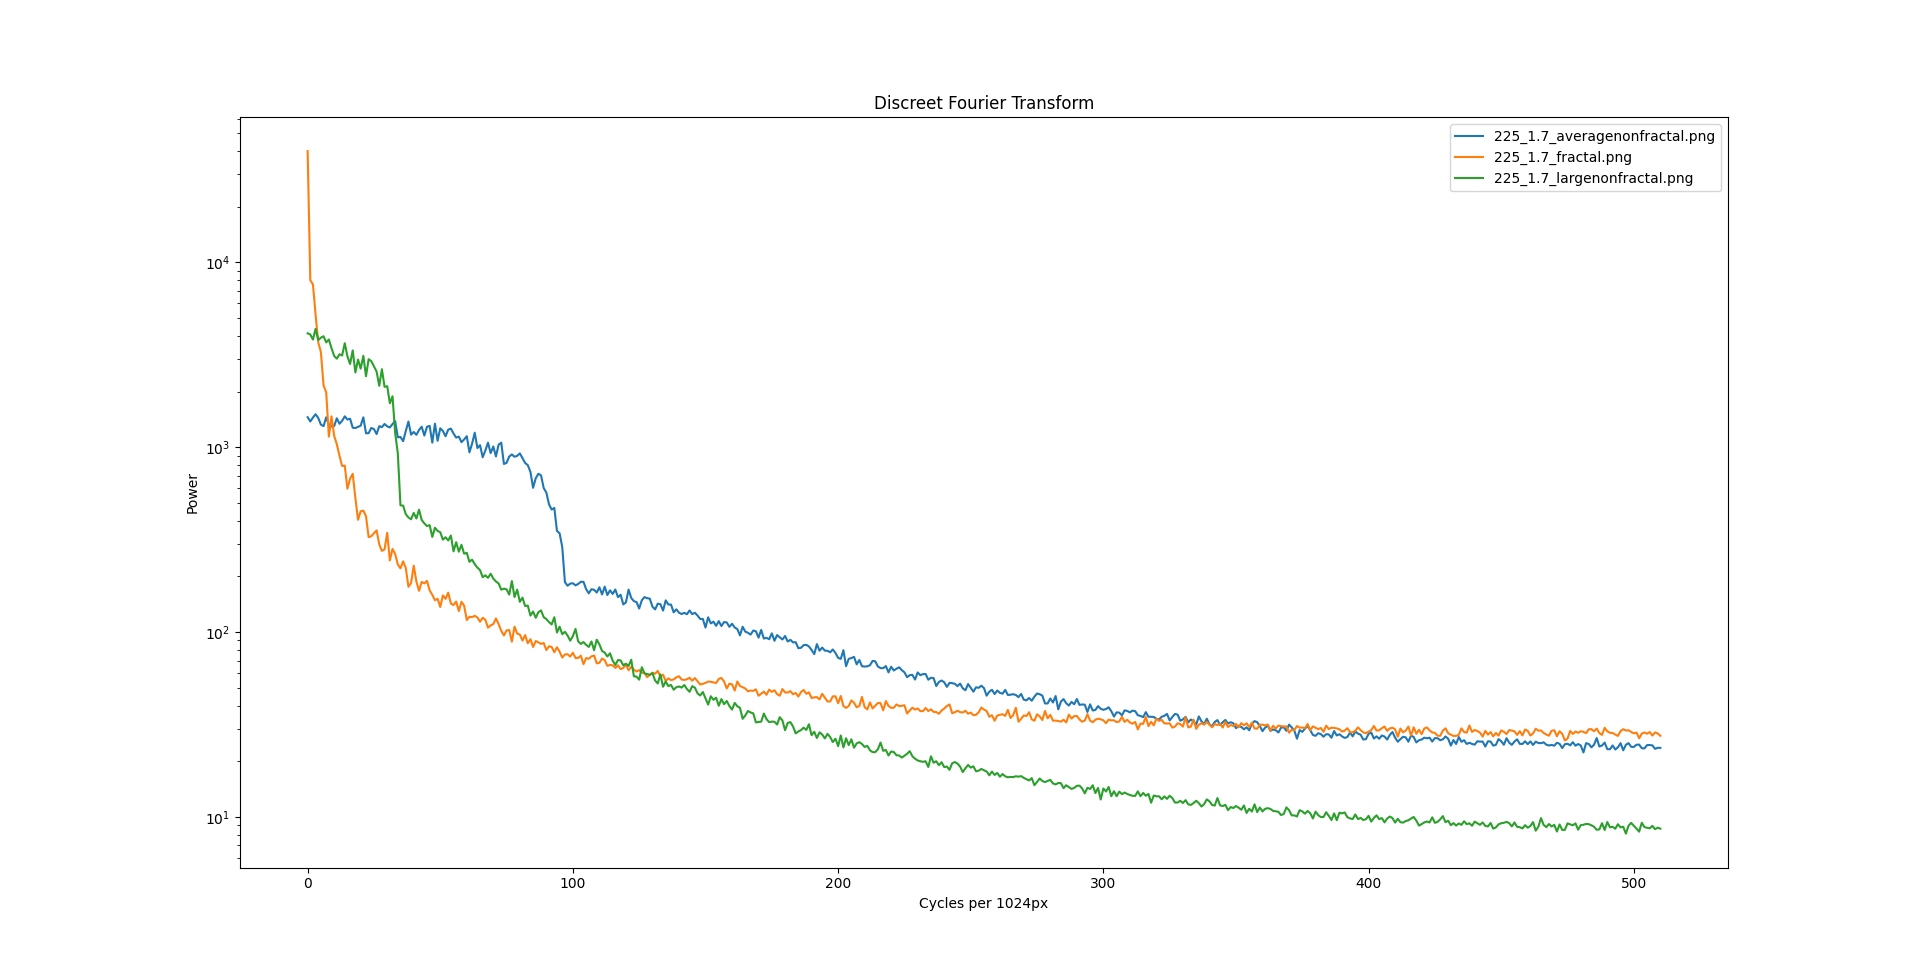 Discreet Fourier Transform
225_1.7_averagenonfractal.png
225_1.7_fractal.png
225_1.7_largenonfractal.png
Power
10⁴
10³
10²
10¹
0 100 200 300 400 500
Cycles per 1024px